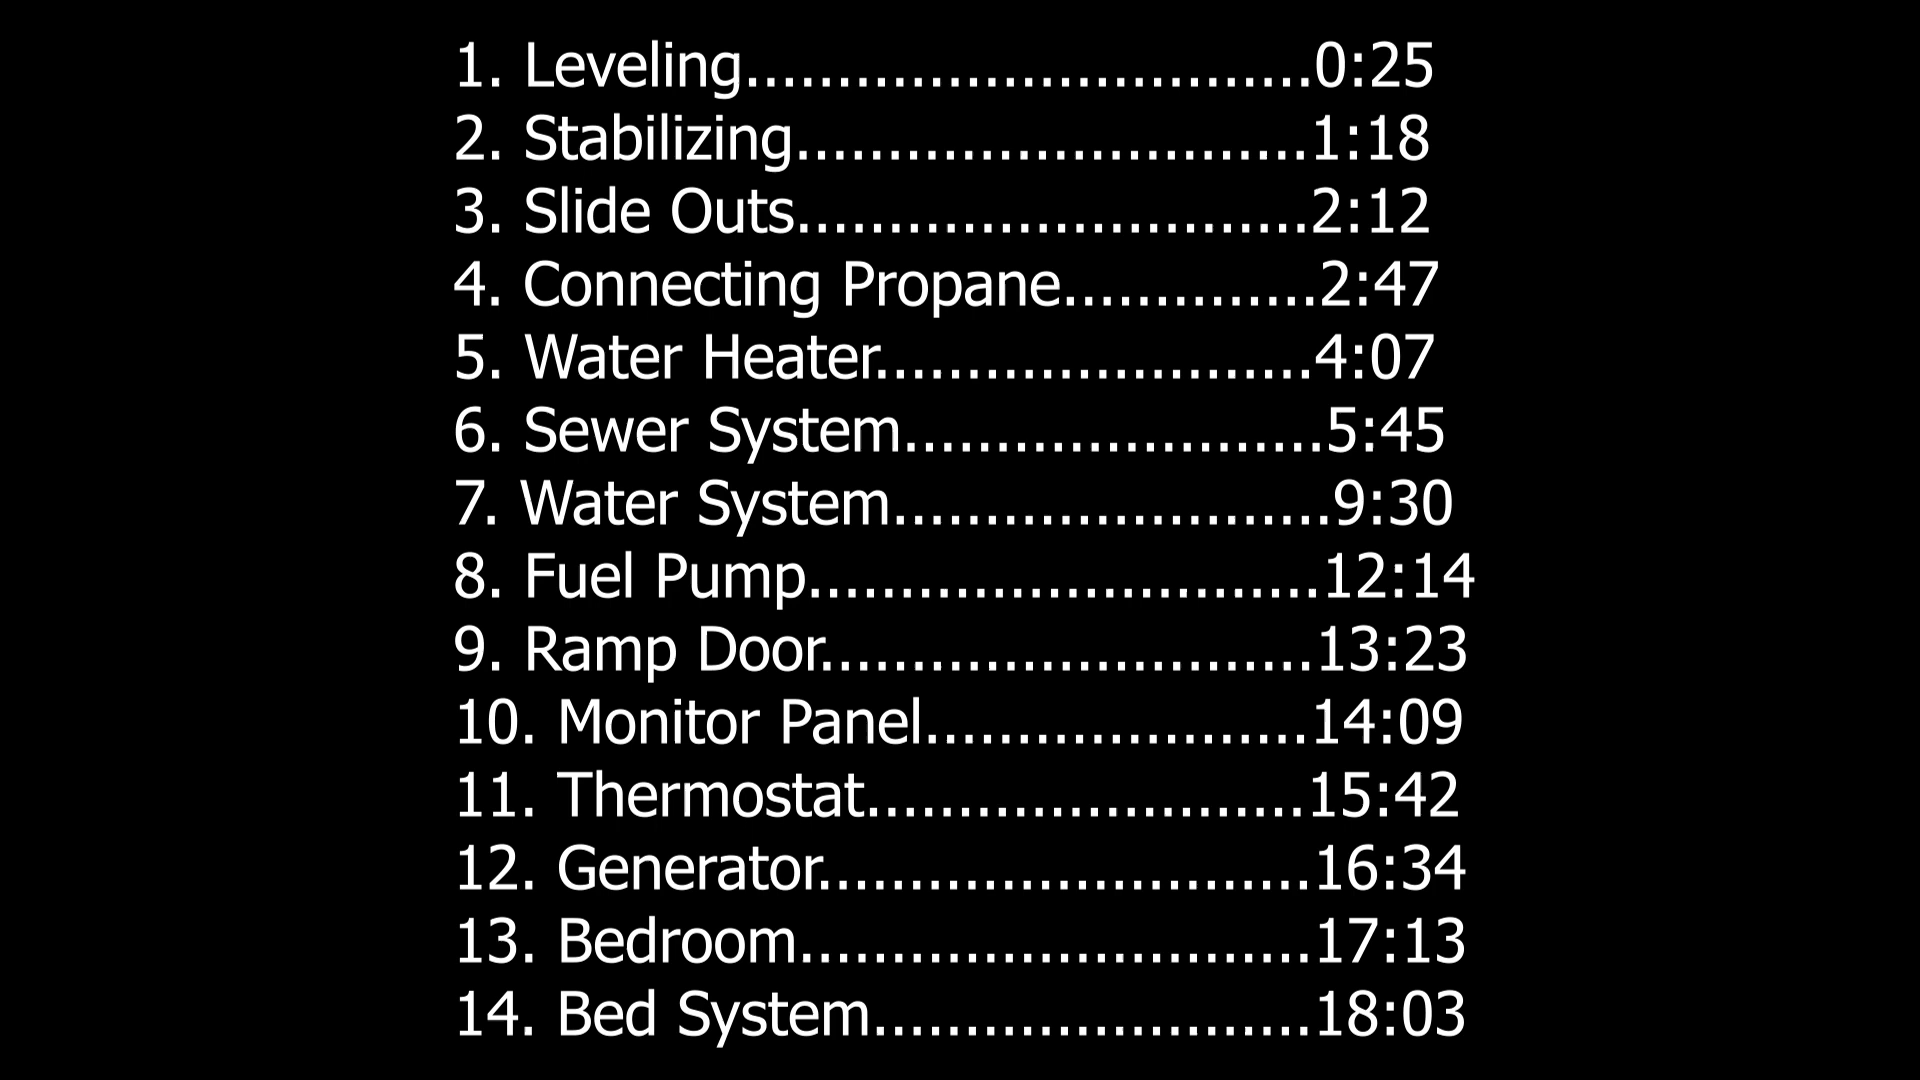 1. Leveling...............................0:25
2. Stabilizing............................1:18
3. Slide Outs............................2:12
4. Connecting Propane..............2:47
5. Water Heater........................4:07
6. Sewer System.......................5:45
7. Water System........................9:30
8. Fuel Pump............................12:14
9. Ramp Door...........................13:23
10. Monitor Panel.....................14:09
11. Thermostat........................15:42
12. Generator...........................16:34
13. Bedroom............................17:13
14. Bed System........................18:03